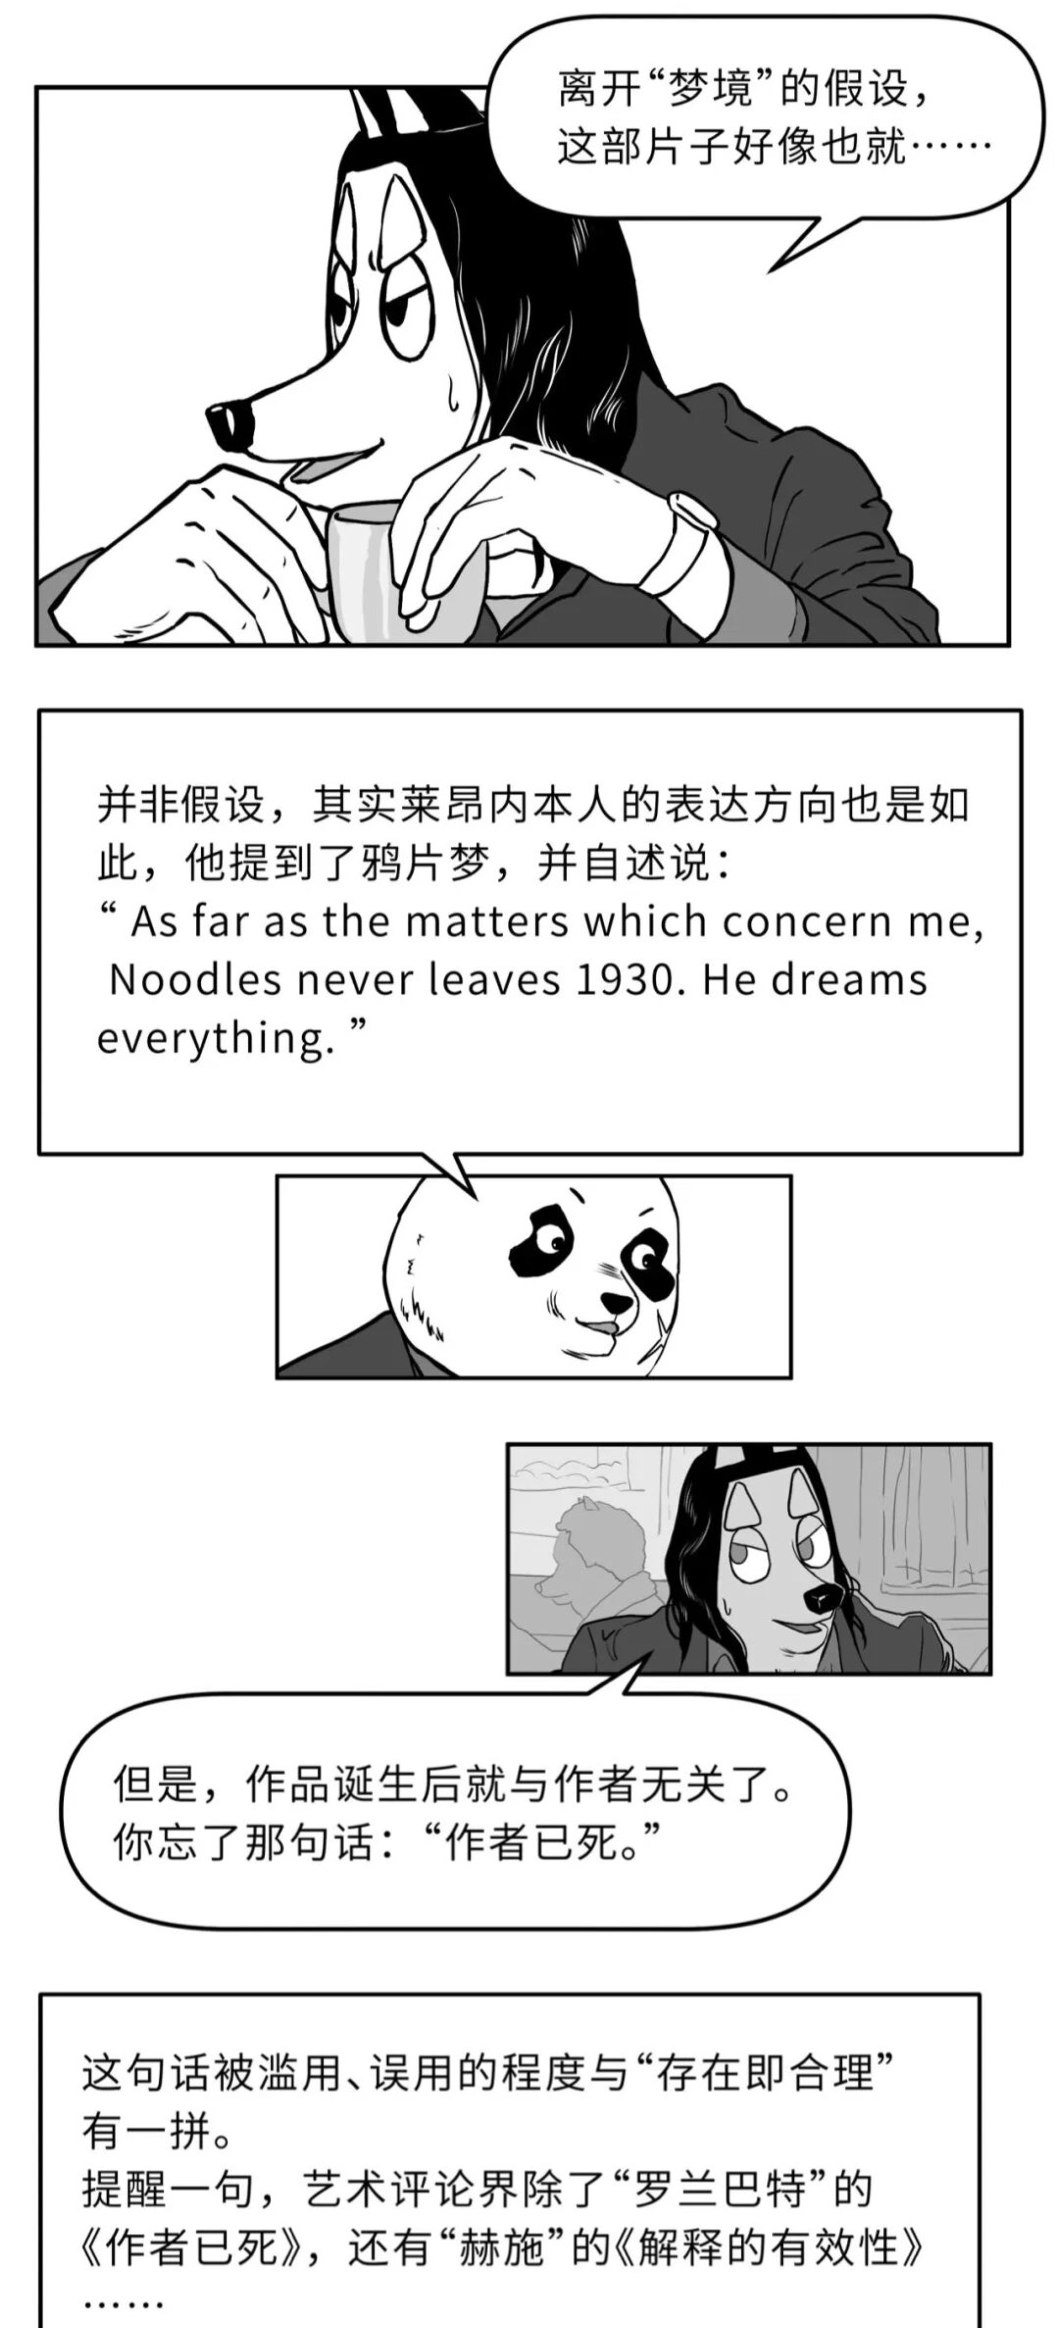 离开“梦境”的假设，
这部片子好像也就……
并非假设，其实莱昂内本人的表达方向也是如
此，他提到了鸦片梦，并自述说：
“ As far as the matters which concern me,
Noodles never leaves 1930. He dreams
everything. ”
但是，作品诞生后就与作者无关了。
你忘了那句话：“作者已死。”
这句话被滥用、误用的程度与“存在即合理”
有一拼。
提醒一句，艺术评论界除了“罗兰巴特”的
《作者已死》，还有“赫施”的《解释的有效性》
……